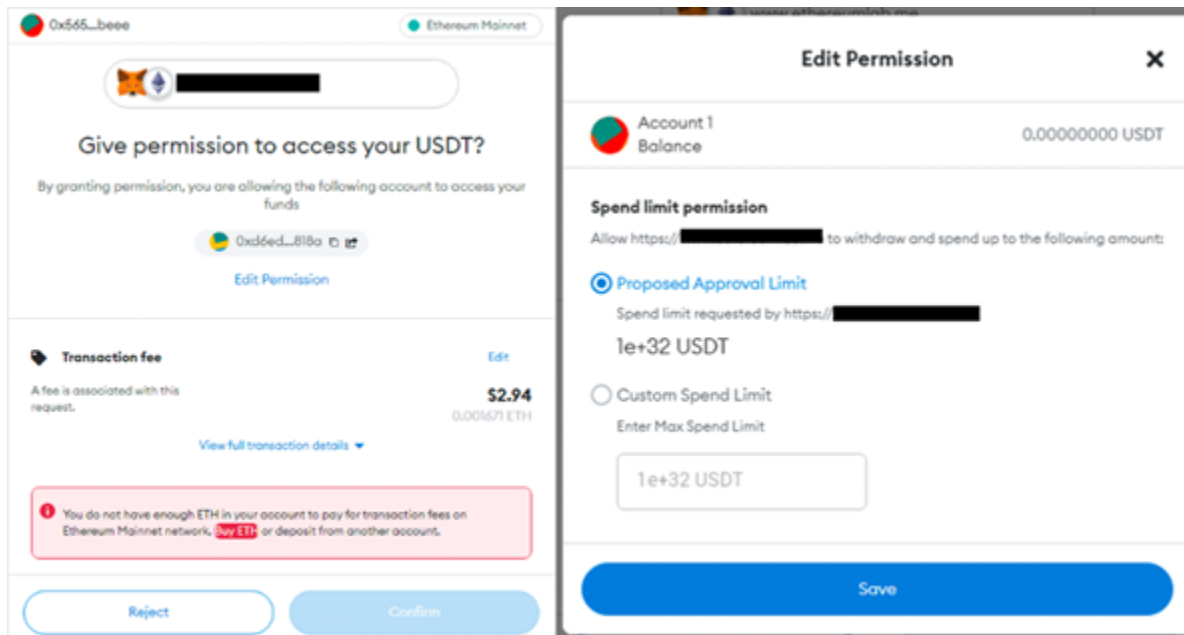 0x565...beee
Ethereum Mainnet
Give permission to access your USDT?
By granting permission, you are allowing the following account to access your
funds
0xd6ed...818a
Edit Permission
Transaction fee
Edit
A fee is associated with this
request.
$2.94
0.001671 ETH
View full transaction details
You do not have enough ETH in your account to pay for transaction fees on
Ethereum Mainnet network. Buy ETH or deposit from another account.
Reject
Confirm
www.ethereumlab.me
Edit Permission
Account 1
Balance
0.00000000 USDT
Spend limit permission
Allow https:// to withdraw and spend up to the following amount:
Proposed Approval Limit
Spend limit requested by https://
1e+32 USDT
Custom Spend Limit
Enter Max Spend Limit
1e+32 USDT
Save